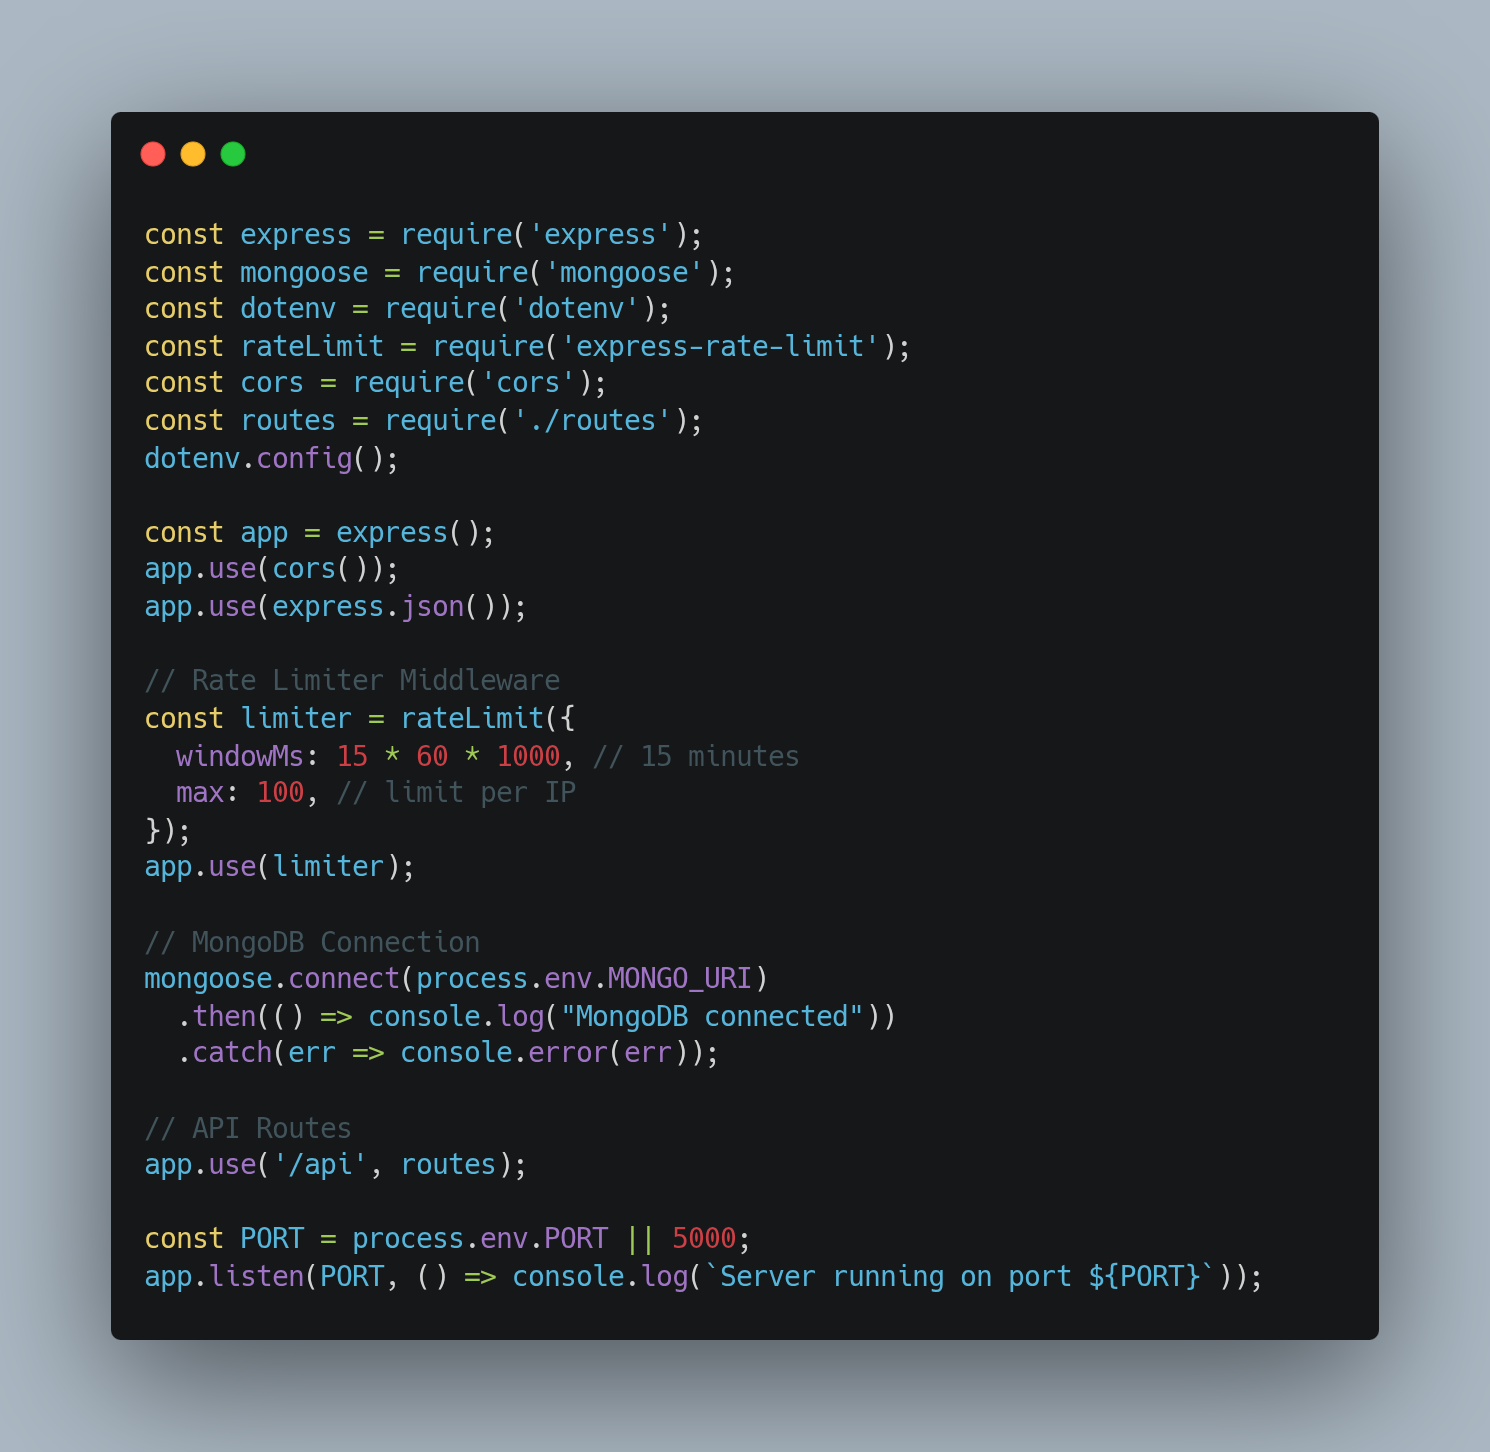 const express = require('express');
const mongoose = require('mongoose');
const dotenv = require('dotenv');
const rateLimit = require('express-rate-limit');
const cors = require('cors');
const routes = require('./routes');
dotenv.config();

const app = express();
app.use(cors());
app.use(express.json());

// Rate Limiter Middleware
const limiter = rateLimit({
  windowMs: 15 * 60 * 1000, // 15 minutes
  max: 100, // limit per IP
});
app.use(limiter);

// MongoDB Connection
mongoose.connect(process.env.MONGO_URI)
  .then(() => console.log("MongoDB connected"))
  .catch(err => console.error(err));

// API Routes
app.use('/api', routes);

const PORT = process.env.PORT || 5000;
app.listen(PORT, () => console.log(`Server running on port ${PORT}`));